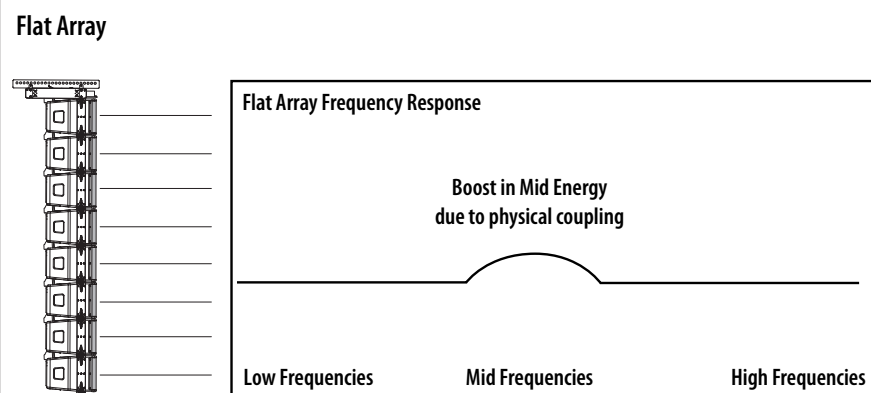 Flat Array
Flat Array Frequency Response
Boost in Mid Energy
due to physical coupling
Low Frequencies
Mid Frequencies
High Frequencies